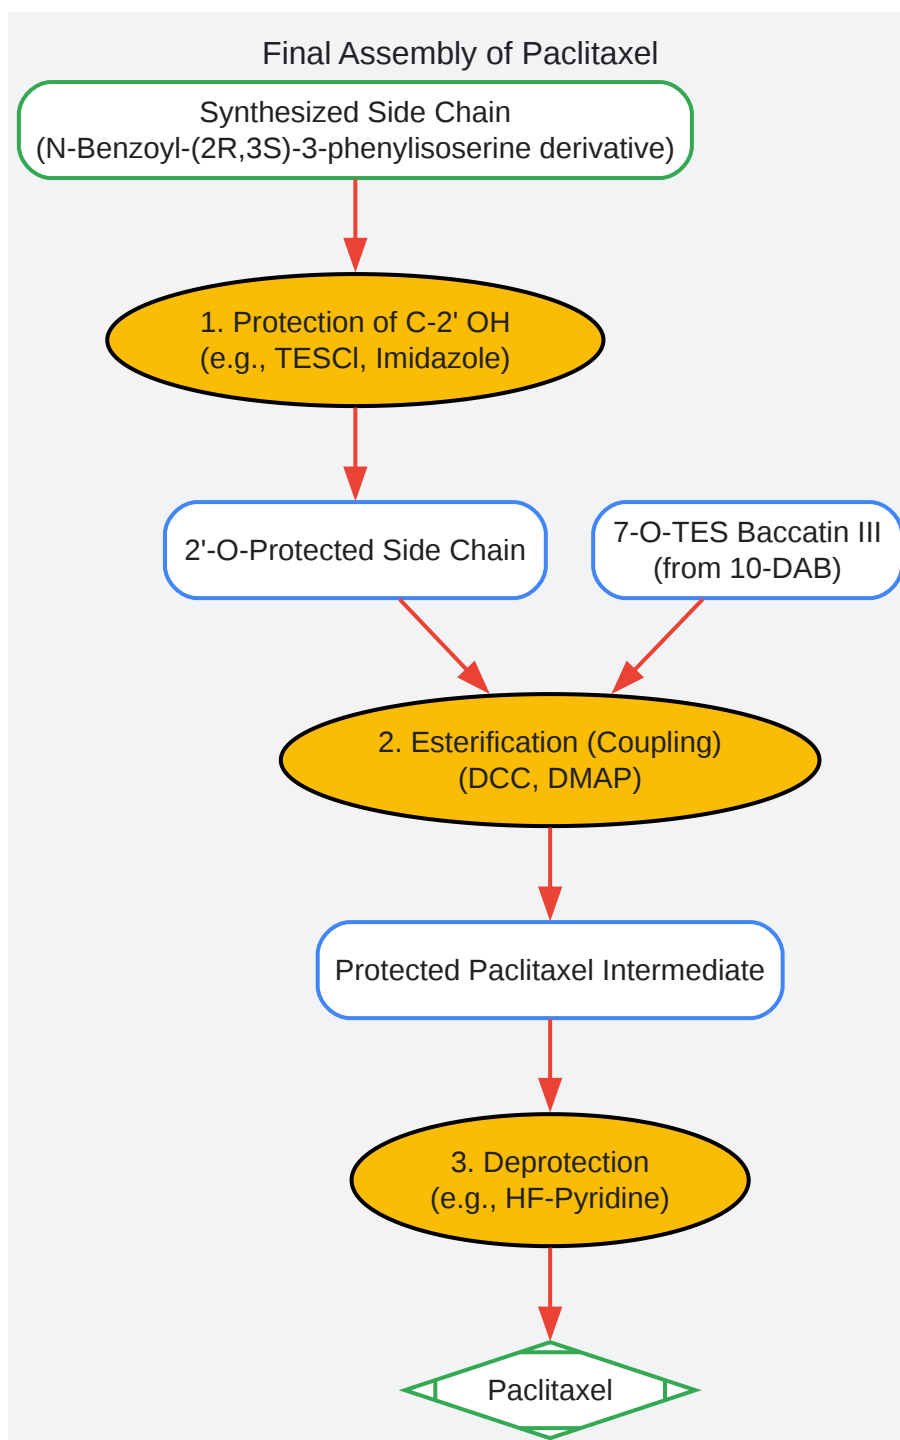 Final Assembly of Paclitaxel
Synthesized Side Chain
(N-Benzoyl-(2R,3S)-3-phenylisoserine derivative)
1. Protection of C-2' OH
(e.g., TESCl, Imidazole)
2'-O-Protected Side Chain
7-O-TES Baccatin III
(from 10-DAB)
2. Esterification (Coupling)
(DCC, DMAP)
Protected Paclitaxel Intermediate
3. Deprotection
(e.g., HF-Pyridine)
Paclitaxel